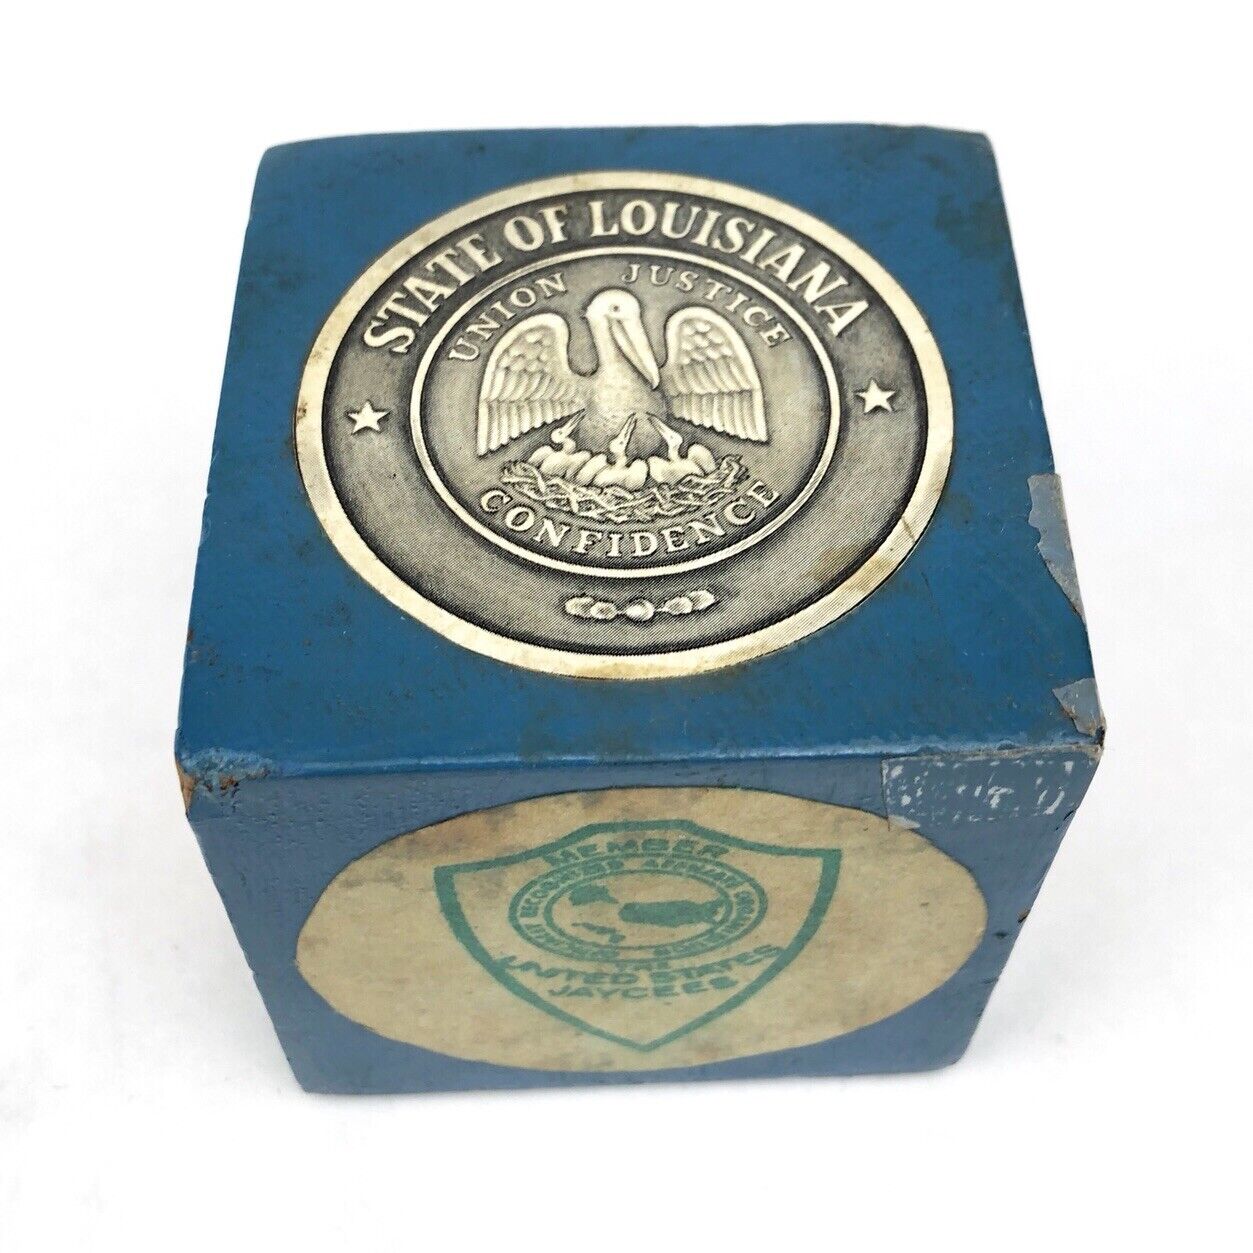 STATE OF LOUISIANA
UNION JUSTICE
CONFIDENCE
MEMBER
UNITED STATES
JAYCEES